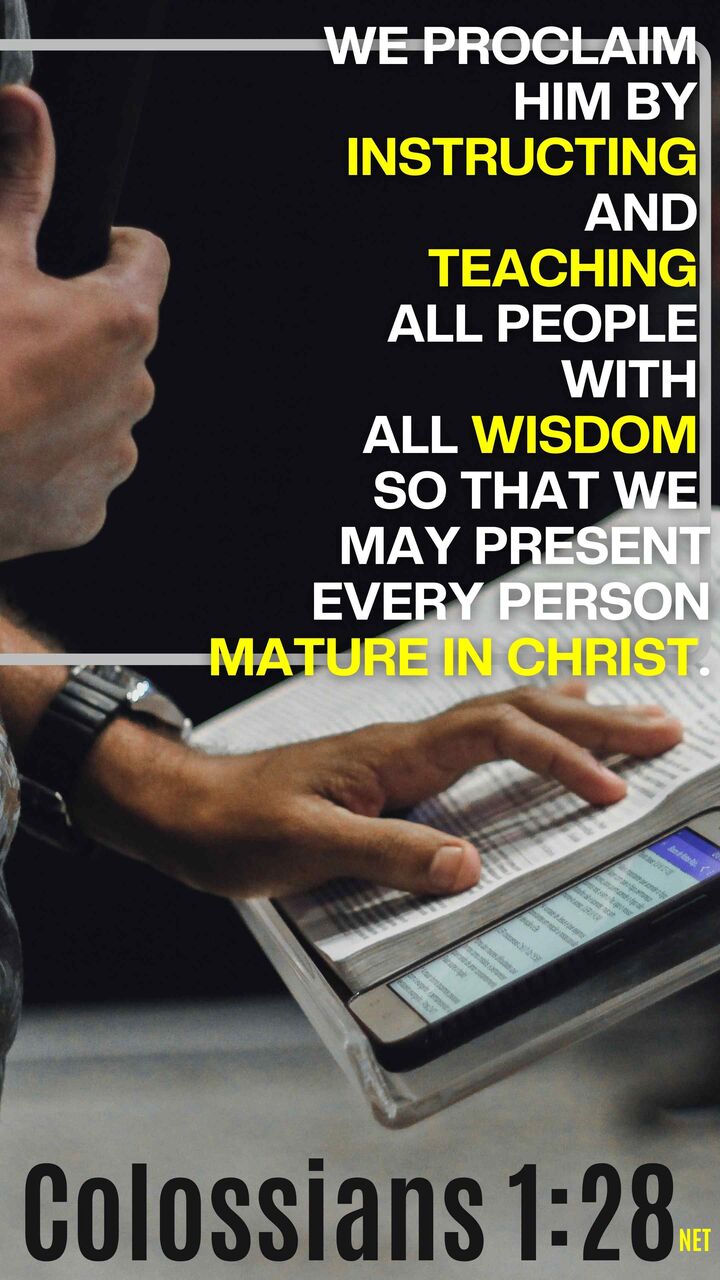 WE PROCLAIM
HIM BY
INSTRUCTING
AND
TEACHING
ALL PEOPLE
WITH
ALL WISDOM
SO THAT WE
MAY PRESENT
EVERY PERSON
MATURE IN CHRIST.
Colossians 1:28
NET